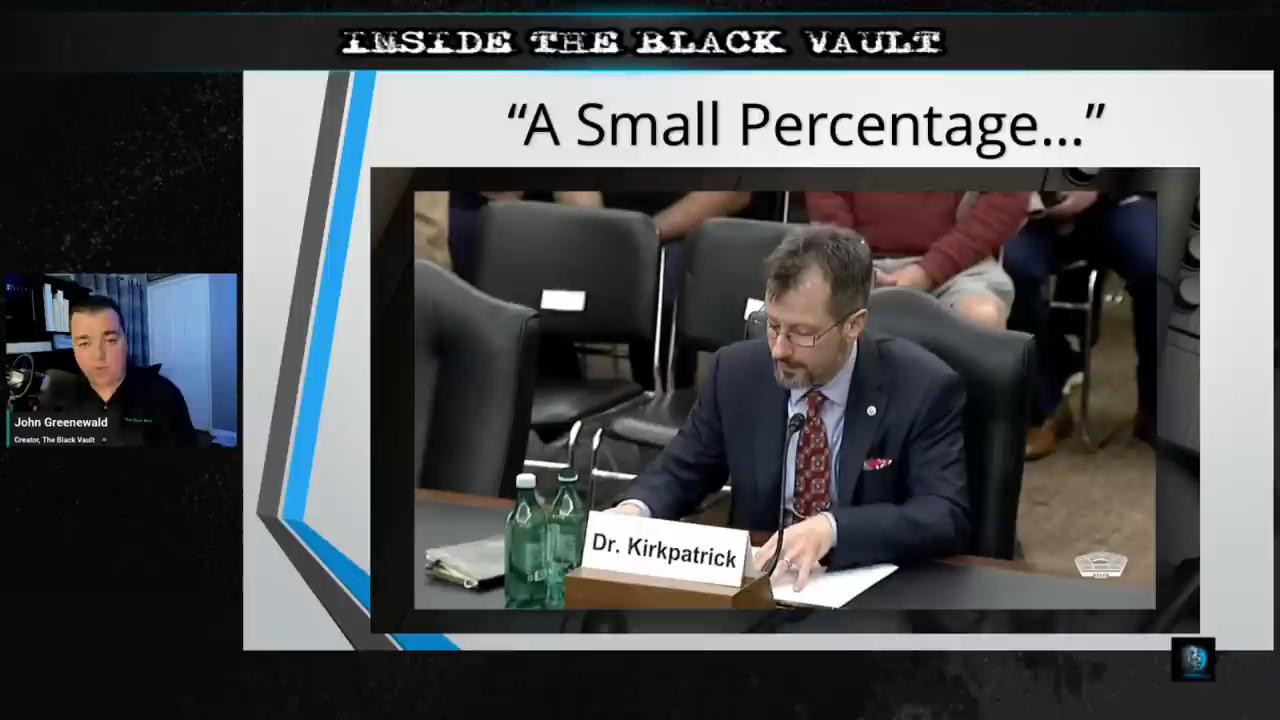 INSIDE THE BLACK VAULT
“A Small Percentage...”
John Greenewald
Creator, The Black Vault
Dr. Kirkpatrick